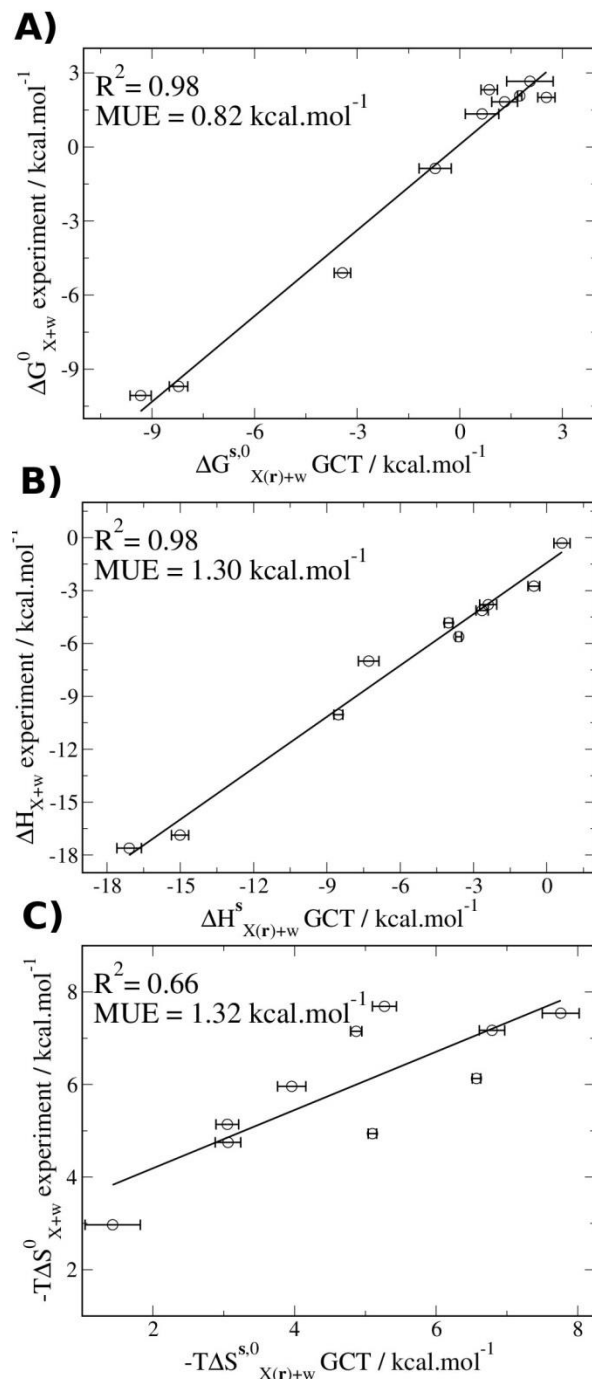 A)
R² = 0.98
MUE = 0.82 kcal.mol⁻¹
ΔG⁰X+w experiment / kcal.mol⁻¹
3
0
-3
-6
-9
-9 -6 -3 0 3
ΔGˢ,⁰X(r)+w GCT / kcal.mol⁻¹
B)
R² = 0.98
MUE = 1.30 kcal.mol⁻¹
ΔHX+w experiment / kcal.mol⁻¹
0
-3
-6
-9
-12
-15
-18
-18 -15 -12 -9 -6 -3 0
ΔHˢX(r)+w GCT / kcal.mol⁻¹
C)
R² = 0.66
MUE = 1.32 kcal.mol⁻¹
-TΔS⁰X+w experiment / kcal.mol⁻¹
8
6
4
2
2 4 6 8
-TΔSˢ,⁰X(r)+w GCT / kcal.mol⁻¹